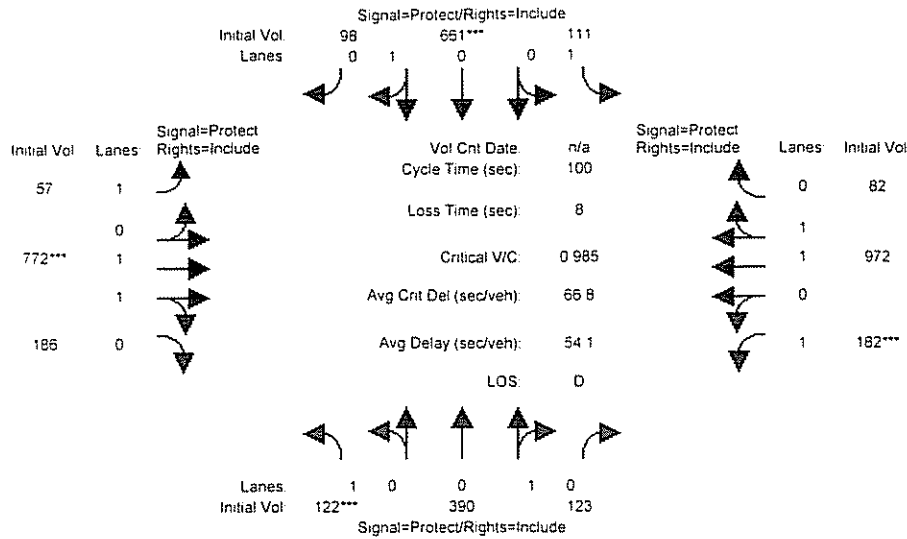 Signal=Protect/Rights=Include
Initial Vol: 98 661*** 111
Lanes: 0 1 0 0 1
Signal=Protect
Rights=Include
Initial Vol Lanes:
57 1
0
772*** 1
1
186 0
Vol Cnt Date: n/a
Cycle Time (sec): 100
Loss Time (sec): 8
Critical V/C: 0.985
Avg Crit Del (sec/veh): 66.8
Avg Delay (sec/veh): 54.1
LOS: D
Signal=Protect
Rights=Include
Lanes: Initial Vol
0 82
1
1 972
0
1 182***
Lanes: 1 0 0 1 0
Initial Vol: 122*** 390 123
Signal=Protect/Rights=Include